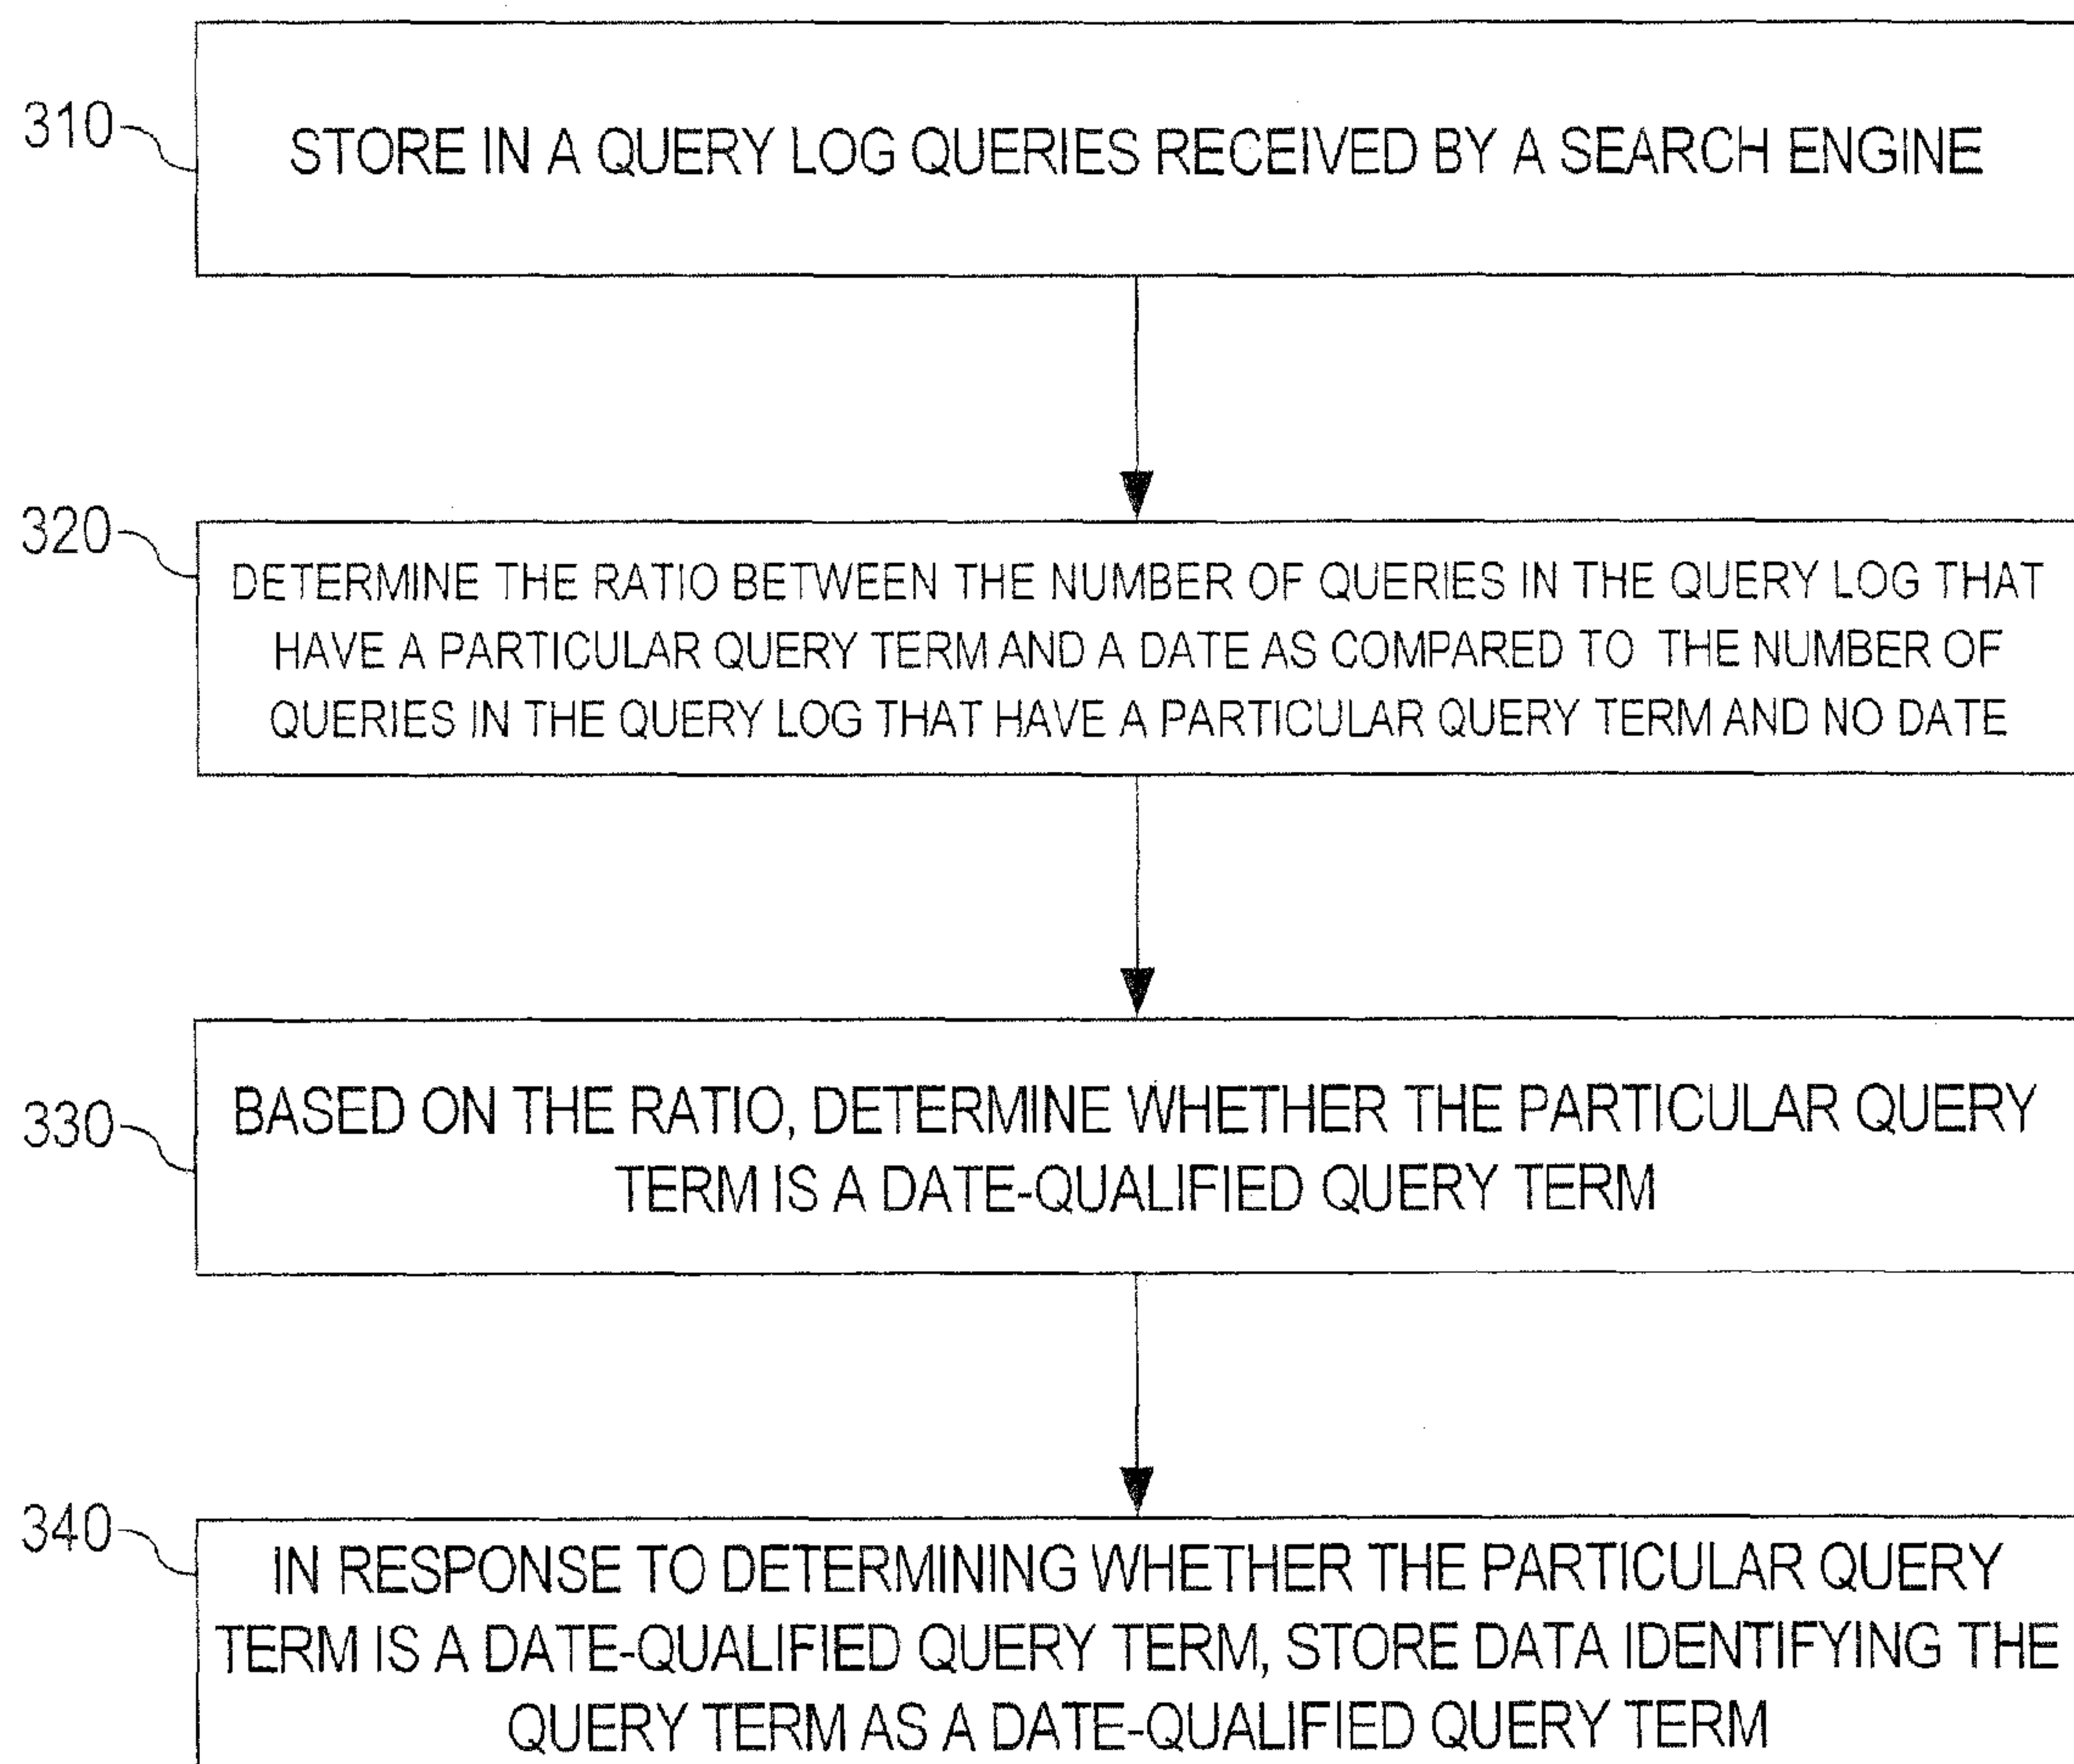 310
STORE IN A QUERY LOG QUERIES RECEIVED BY A SEARCH ENGINE
320
DETERMINE THE RATIO BETWEEN THE NUMBER OF QUERIES IN THE QUERY LOG THAT
HAVE A PARTICULAR QUERY TERM AND A DATE AS COMPARED TO THE NUMBER OF
QUERIES IN THE QUERY LOG THAT HAVE A PARTICULAR QUERY TERM AND NO DATE
330
BASED ON THE RATIO, DETERMINE WHETHER THE PARTICULAR QUERY
TERM IS A DATE-QUALIFIED QUERY TERM
340
IN RESPONSE TO DETERMINING WHETHER THE PARTICULAR QUERY
TERM IS A DATE-QUALIFIED QUERY TERM, STORE DATA IDENTIFYING THE
QUERY TERM AS A DATE-QUALIFIED QUERY TERM